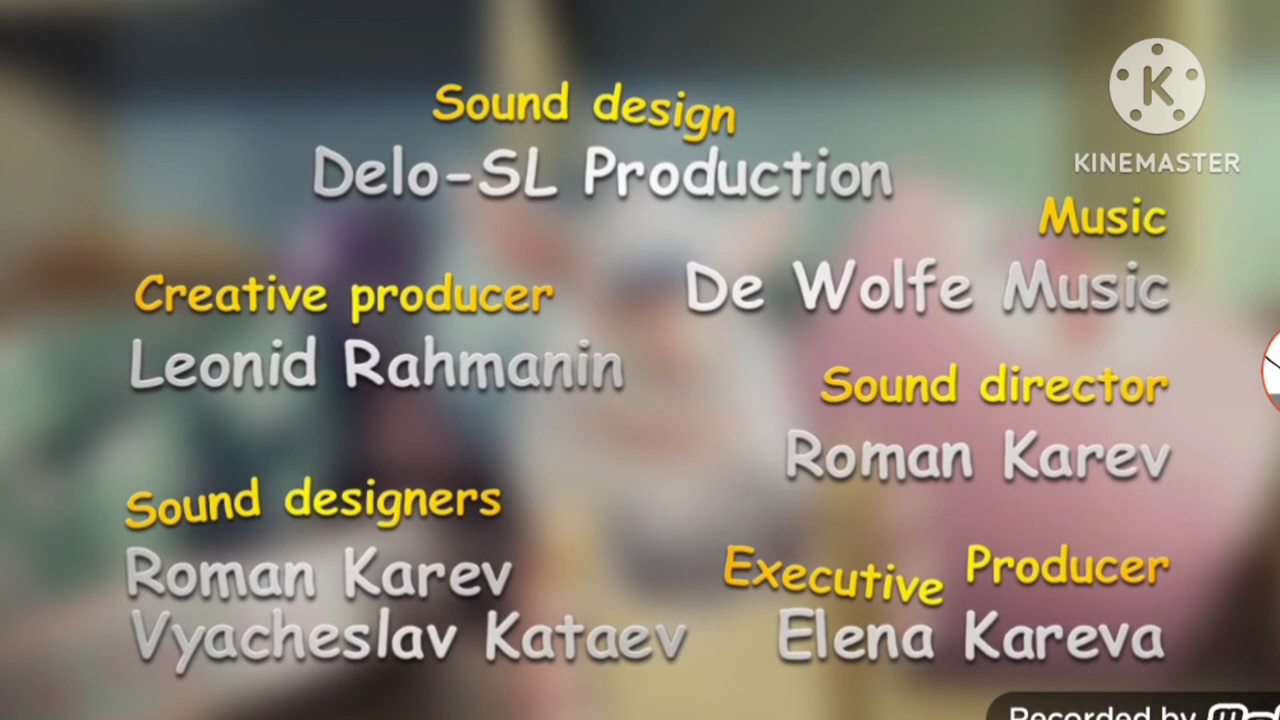 Sound design
Delo-SL Production
KINEMASTER
Music
De Wolfe Music
Creative producer
Leonid Rahmanin
Sound director
Roman Karev
Sound designers
Roman Karev
Vyacheslav Kataev
Executive Producer
Elena Kareva
Recorded by